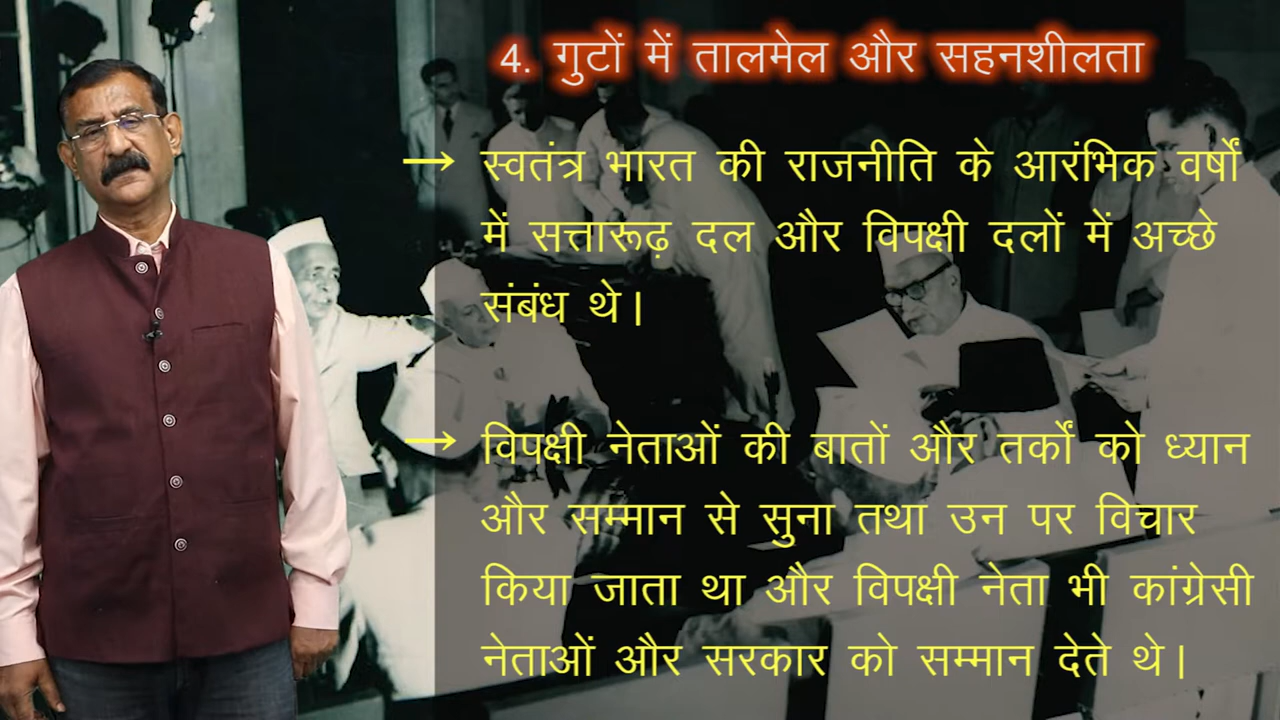 4. गुटों में तालमेल और सहनशीलता
→ स्वतंत्र भारत की राजनीति के आरंभिक वर्षों
में सत्तारूढ़ दल और विपक्षी दलों में अच्छे
संबंध थे।
→ विपक्षी नेताओं की बातों और तर्कों को ध्यान
और सम्मान से सुना तथा उन पर विचार
किया जाता था और विपक्षी नेता भी कांग्रेसी
नेताओं और सरकार को सम्मान देते थे।